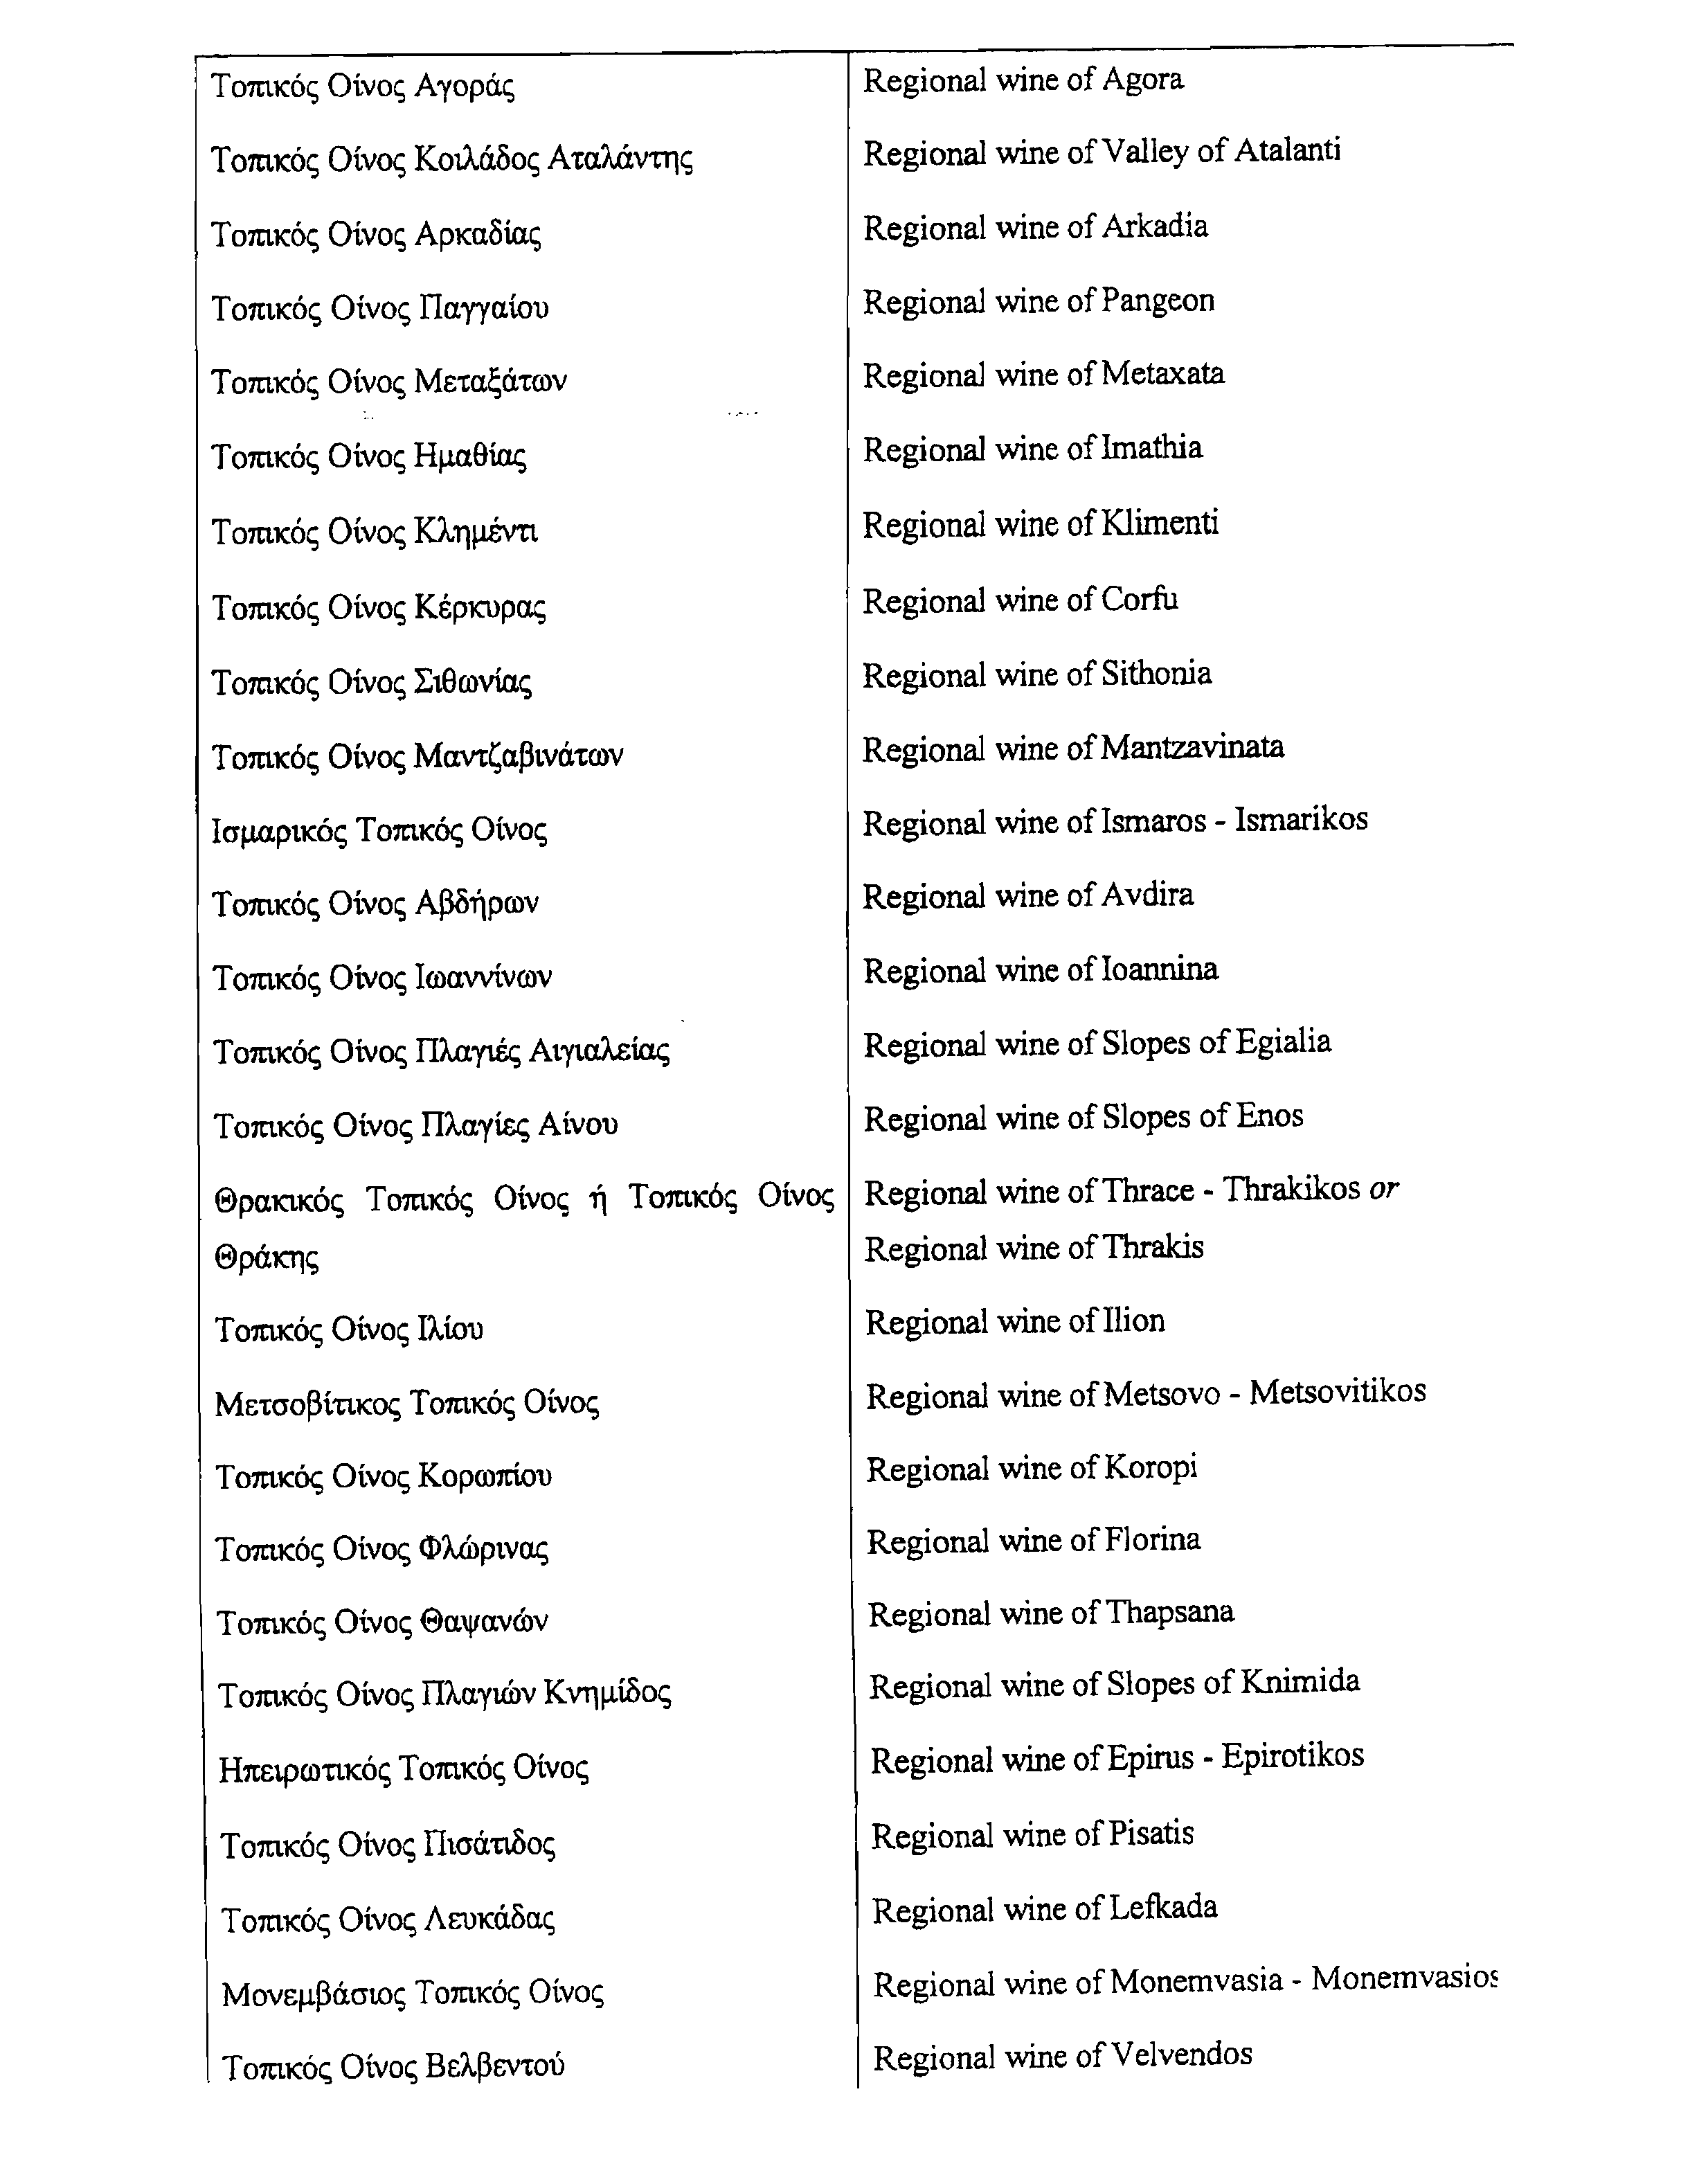 Τοπικός Οίνος Αγοράς Regional wine of Agora
Τοπικός Οίνος Κοιλάδος Αταλάντης Regional wine of Valley of Atalanti
Τοπικός Οίνος Αρκαδίας Regional wine of Arkadia
Τοπικός Οίνος Παγγαίου Regional wine of Pangeon
Τοπικός Οίνος Μεταξάτων Regional wine of Metaxata
Τοπικός Οίνος Ημαθίας Regional wine of Imathia
Τοπικός Οίνος Κλημέντι Regional wine of Klimenti
Τοπικός Οίνος Κέρκυρας Regional wine of Corfu
Τοπικός Οίνος Σιθωνίας Regional wine of Sithonia
Τοπικός Οίνος Μαντζαβινάτων Regional wine of Mantzavinata
Ισμαρικός Τοπικός Οίνος Regional wine of Ismaros - Ismarikos
Τοπικός Οίνος Αβδήρων Regional wine of Avdira
Τοπικός Οίνος Ιωαννίνων Regional wine of Ioannina
Τοπικός Οίνος Πλαγιές Αιγιαλείας Regional wine of Slopes of Egialia
Τοπικός Οίνος Πλαγίες Αίνου Regional wine of Slopes of Enos
Θρακικός Τοπικός Οίνος ή Τοπικός Οίνος Regional wine of Thrace - Thrakikos or
Θράκης Regional wine of Thrakis
Τοπικός Οίνος Ιλίου Regional wine of Ilion
Μετσοβίτικος Τοπικός Οίνος Regional wine of Metsovo - Metsovitikos
Τοπικός Οίνος Κορωπίου Regional wine of Koropi
Τοπικός Οίνος Φλώρινας Regional wine of Florina
Τοπικός Οίνος Θαψανών Regional wine of Thapsana
Τοπικός Οίνος Πλαγιών Κνημίδος Regional wine of Slopes of Knimida
Ηπειρωτικός Τοπικός Οίνος Regional wine of Epirus - Epirotikos
Τοπικός Οίνος Πισάτιδος Regional wine of Pisatis
Τοπικός Οίνος Λευκάδας Regional wine of Lefkada
Μονεμβάσιος Τοπικός Οίνος Regional wine of Monemvasia - Monemvasios
Τοπικός Οίνος Βελβεντού Regional wine of Velvendos